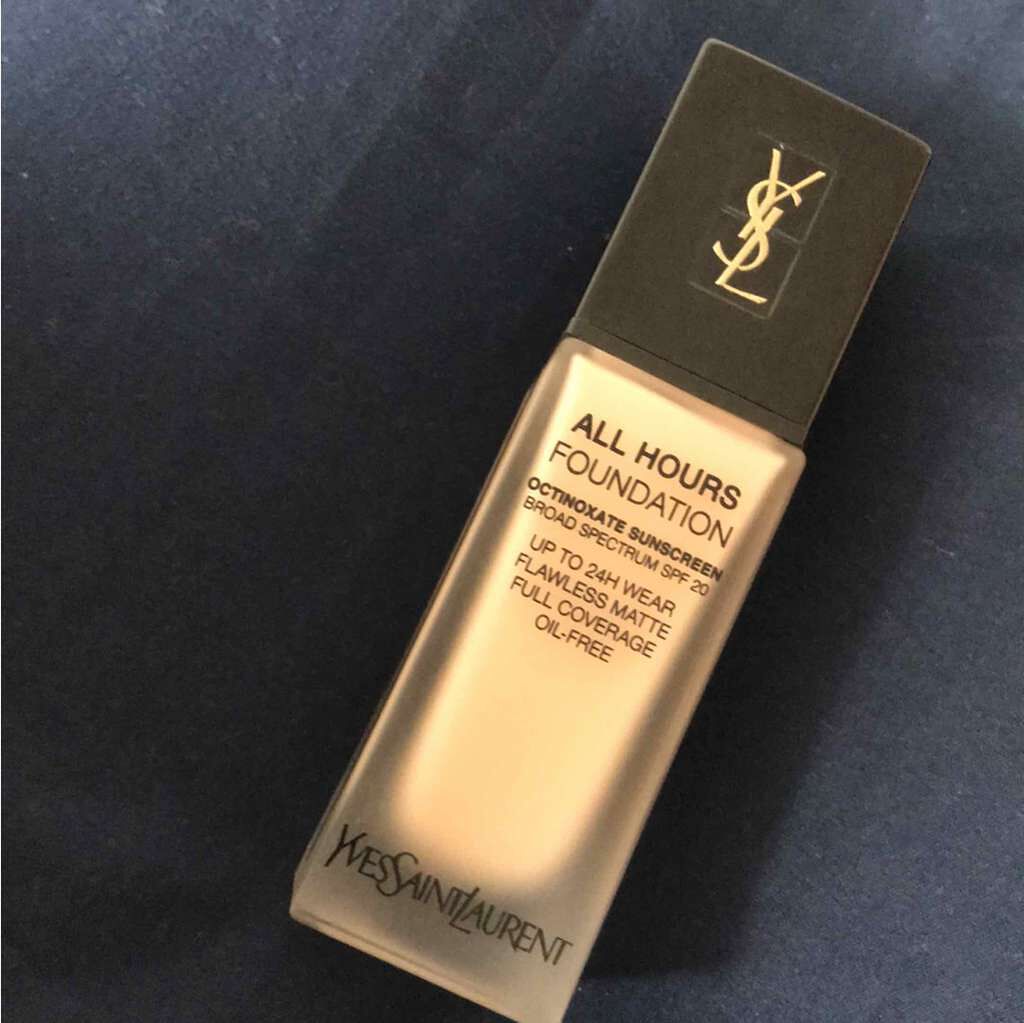 YSL
ALL HOURS
FOUNDATION
OCTINOXATE SUNSCREEN
BROAD SPECTRUM SPF 20
UP TO 24H WEAR
FLAWLESS MATTE
FULL COVERAGE
OIL-FREE
YVESSAINTLAURENT